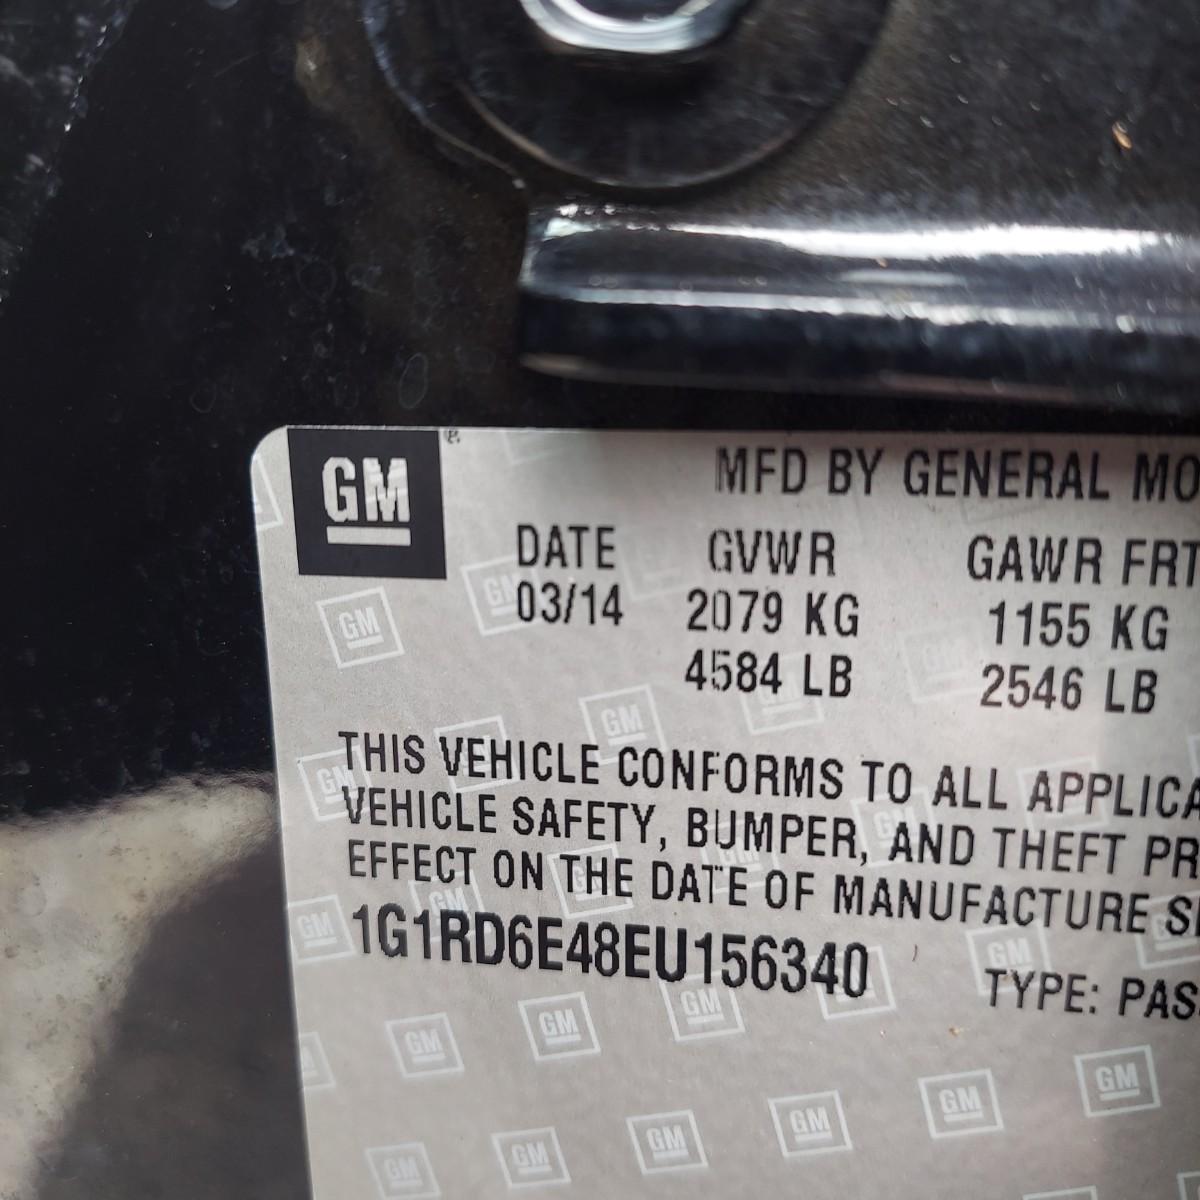 GM
®
MFD BY GENERAL MO
DATE GVWR GAWR FRT
03/14 2079 KG 1155 KG
4584 LB 2546 LB
THIS VEHICLE CONFORMS TO ALL APPLICA
VEHICLE SAFETY, BUMPER, AND THEFT PR
EFFECT ON THE DATE OF MANUFACTURE S
1G1RD6E48EU156340
TYPE: PAS